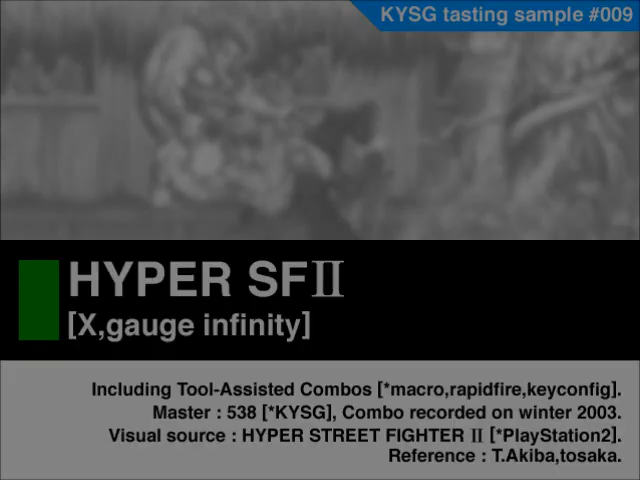 KYSG tasting sample #009
HYPER SFⅡ
[X,gauge infinity]
Including Tool-Assisted Combos [*macro,rapidfire,keyconfig].
Master : 538 [*KYSG], Combo recorded on winter 2003.
Visual source : HYPER STREET FIGHTER Ⅱ [*PlayStation2].
Reference : T.Akiba,tosaka.